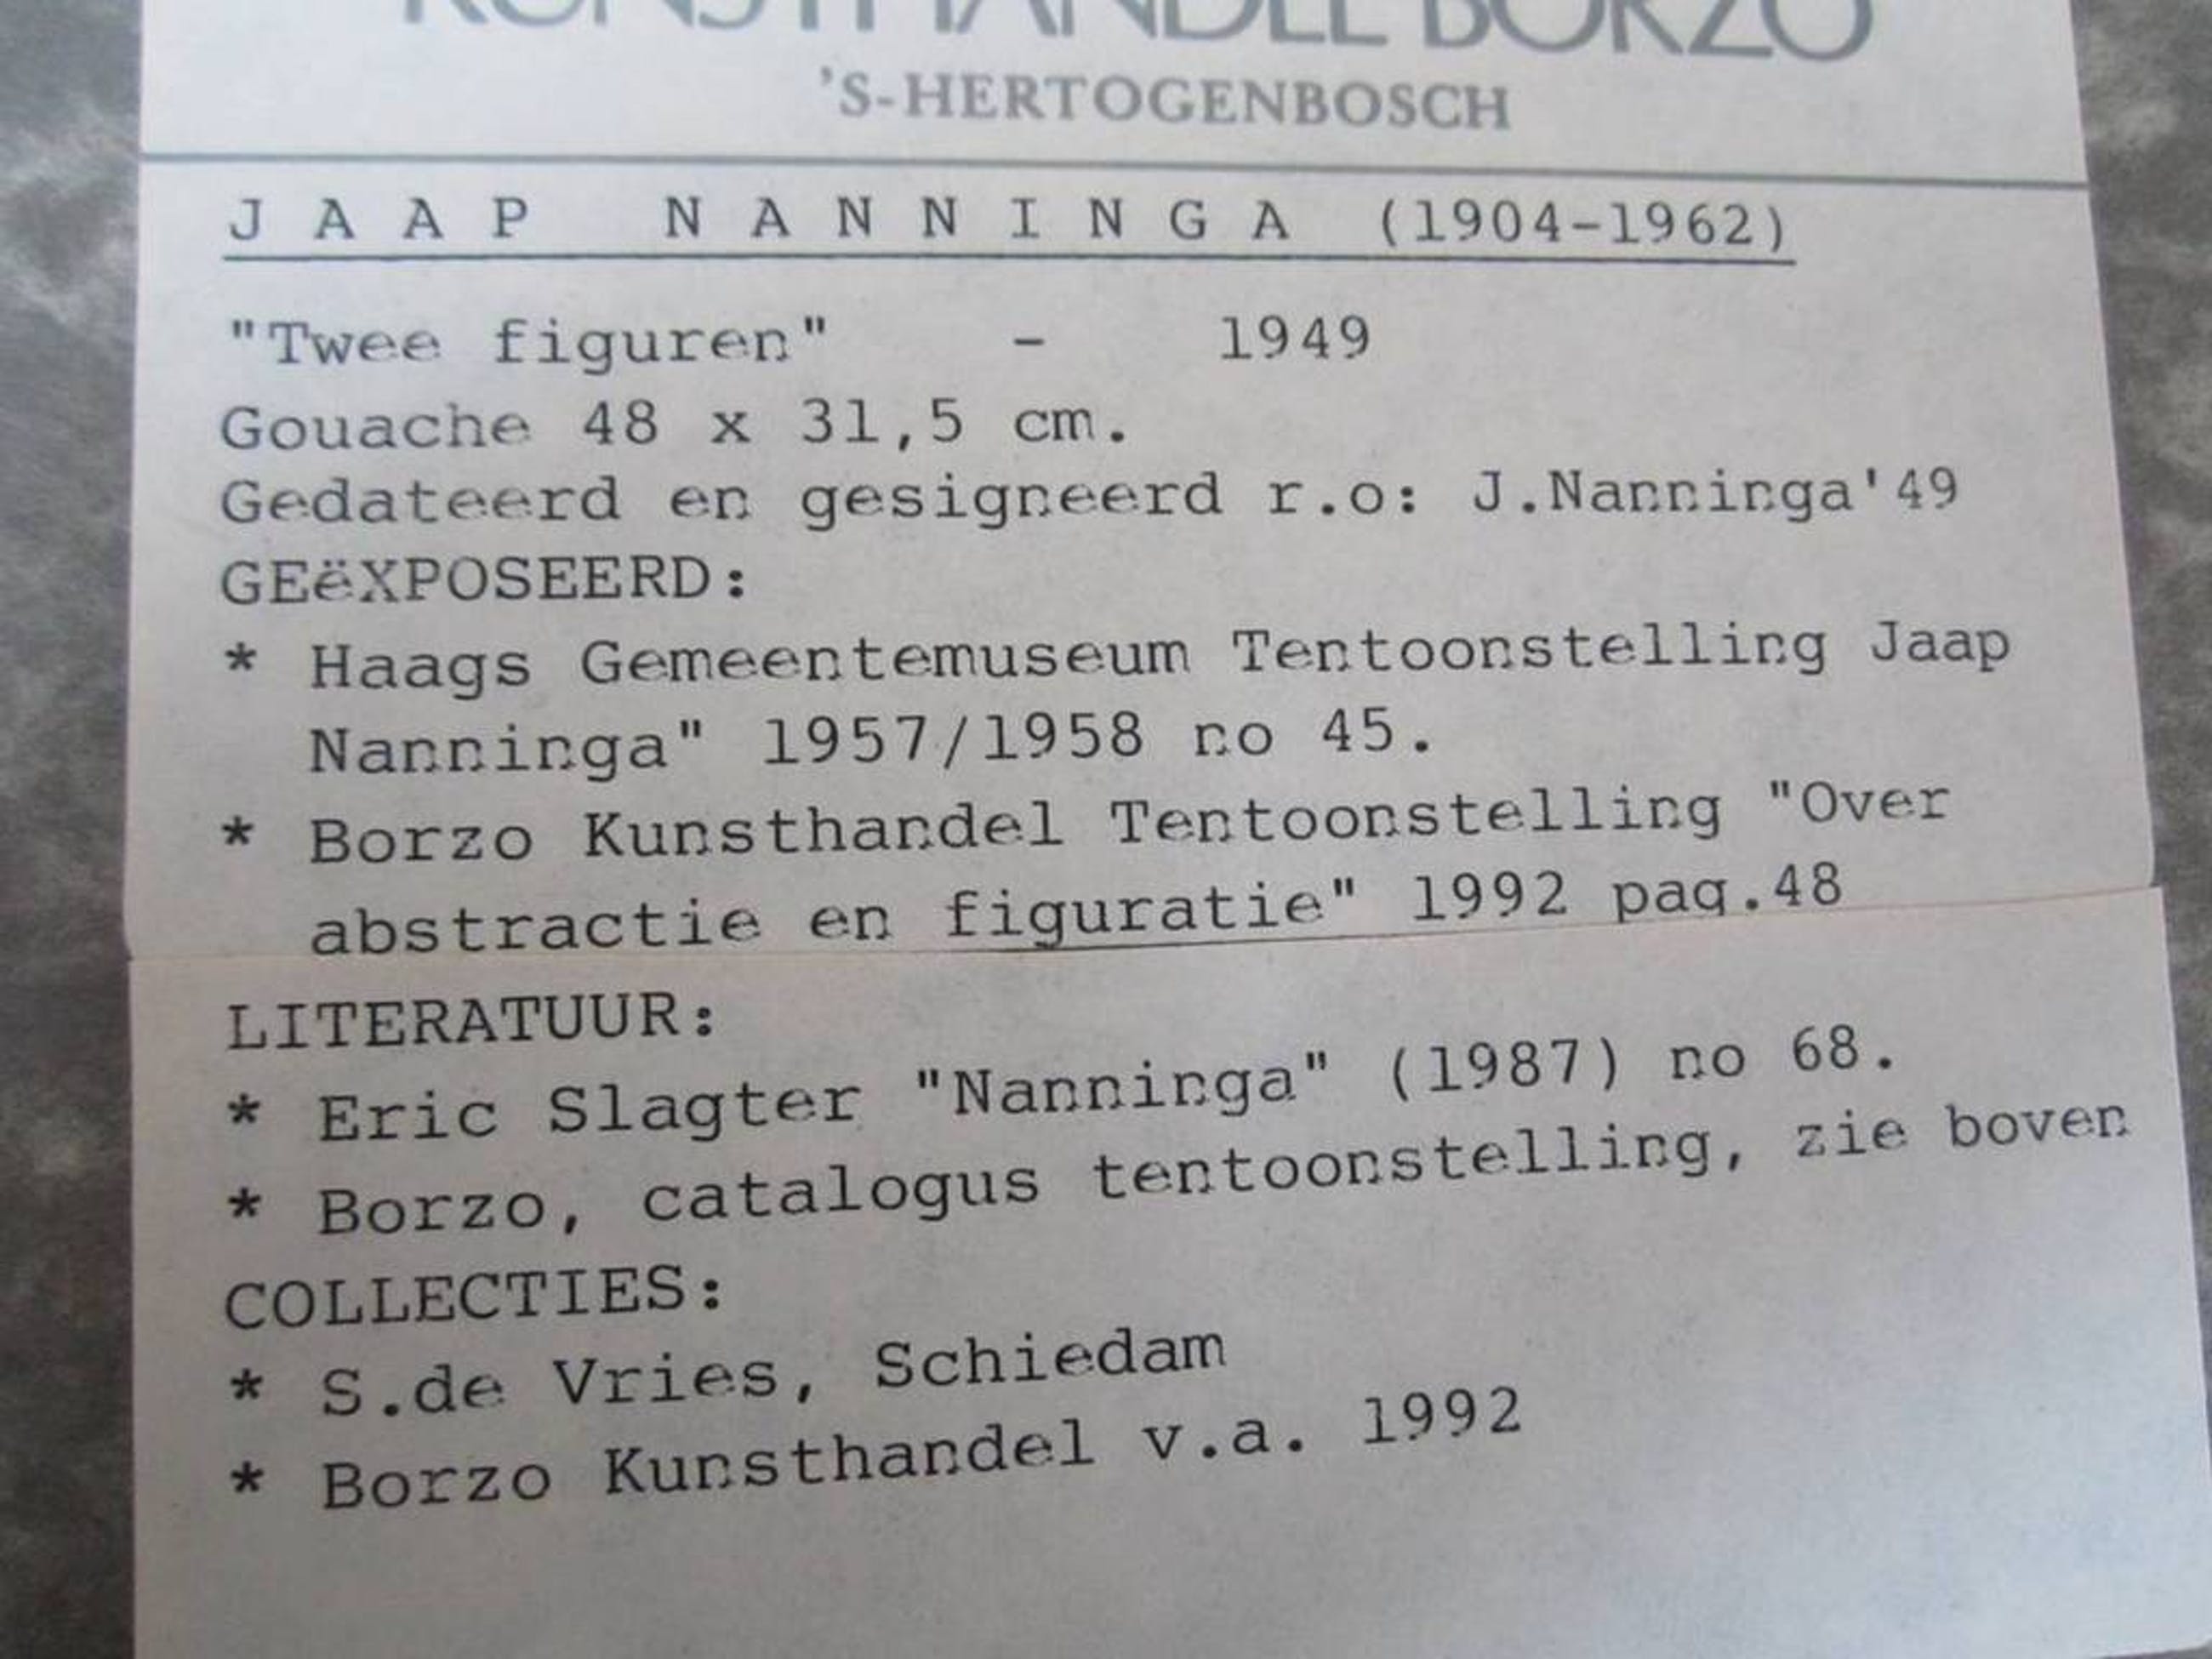 KUNSTHANDEL BORZO
'S-HERTOGENBOSCH
JAAP NANNINGA (1904-1962)
"Twee figuren" - 1949
Gouache 48 x 31,5 cm.
Gedateerd en gesigneerd r.o: J.Nanninga'49
GEëXPOSEERD:
* Haags Gemeentemuseum Tentoonstelling Jaap
Nanninga" 1957/1958 no 45.
* Borzo Kunsthandel Tentoonstelling "Over
abstractie en figuratie" 1992 pag.48
LITERATUUR:
* Eric Slagter "Nanninga" (1987) no 68.
* Borzo, catalogus tentoonstelling, zie boven
COLLECTIES:
* S.de Vries, Schiedam
* Borzo Kunsthandel v.a. 1992